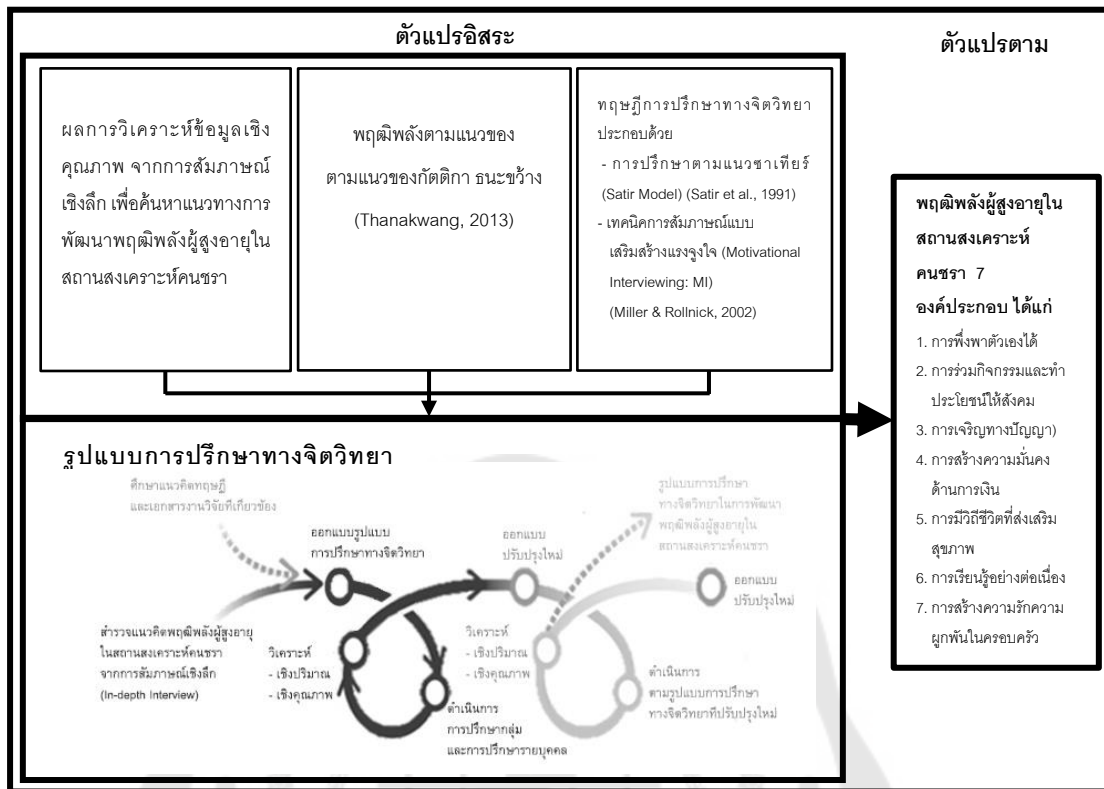 ตัวแปรอิสระ
ตัวแปรตาม
ผลการวิเคราะห์ข้อมูลเชิง
คุณภาพ จากการสัมภาษณ์
เชิงลึก เพื่อค้นหาแนวทางการ
พัฒนาพฤฒิพลังผู้สูงอายุใน
สถานสงเคราะห์คนชรา
พฤฒิพลังตามแนวของ
ตามแนวของกัตติกา ธนะขว้าง
(Thanakwang, 2013)
ทฤษฎีการปรึกษาทางจิตวิทยา
ประกอบด้วย
- การปรึกษาตามแนวซาเทียร์
(Satir Model) (Satir et al., 1991)
- เทคนิคการสัมภาษณ์แบบ
เสริมสร้างแรงจูงใจ (Motivational
Interviewing: MI)
(Miller & Rollnick, 2002)
พฤฒิพลังผู้สูงอายุใน
สถานสงเคราะห์
คนชรา 7
องค์ประกอบ ได้แก่
1. การพึ่งพาตัวเองได้
2. การร่วมกิจกรรมและทำ
ประโยชน์ให้สังคม
3. การเจริญทางปัญญา)
4. การสร้างความมั่นคง
ด้านการเงิน
5. การมีวิถีชีวิตที่ส่งเสริม
สุขภาพ
6. การเรียนรู้อย่างต่อเนื่อง
7. การสร้างความรักความ
ผูกพันในครอบครัว
รูปแบบการปรึกษาทางจิตวิทยา
ศึกษาแนวคิดทฤษฎี
และเอกสารงานวิจัยที่เกี่ยวข้อง
ออกแบบรูปแบบ
การปรึกษาทางจิตวิทยา
ออกแบบ
ปรับปรุงใหม่
รูปแบบการปรึกษา
ทางจิตวิทยาในการพัฒนา
พฤฒิพลังผู้สูงอายุใน
สถานสงเคราะห์คนชรา
ออกแบบ
ปรับปรุงใหม่
สำรวจแนวคิดพฤฒิพลังผู้สูงอายุ
ในสถานสงเคราะห์คนชรา
จากการสัมภาษณ์เชิงลึก
(In-depth Interview)
วิเคราะห์
- เชิงปริมาณ
- เชิงคุณภาพ
วิเคราะห์
- เชิงปริมาณ
- เชิงคุณภาพ
ดำเนินการ
การปรึกษากลุ่ม
และการปรึกษารายบุคคล
ดำเนินการ
ตามรูปแบบการปรึกษา
ทางจิตวิทยาที่ปรับปรุงใหม่